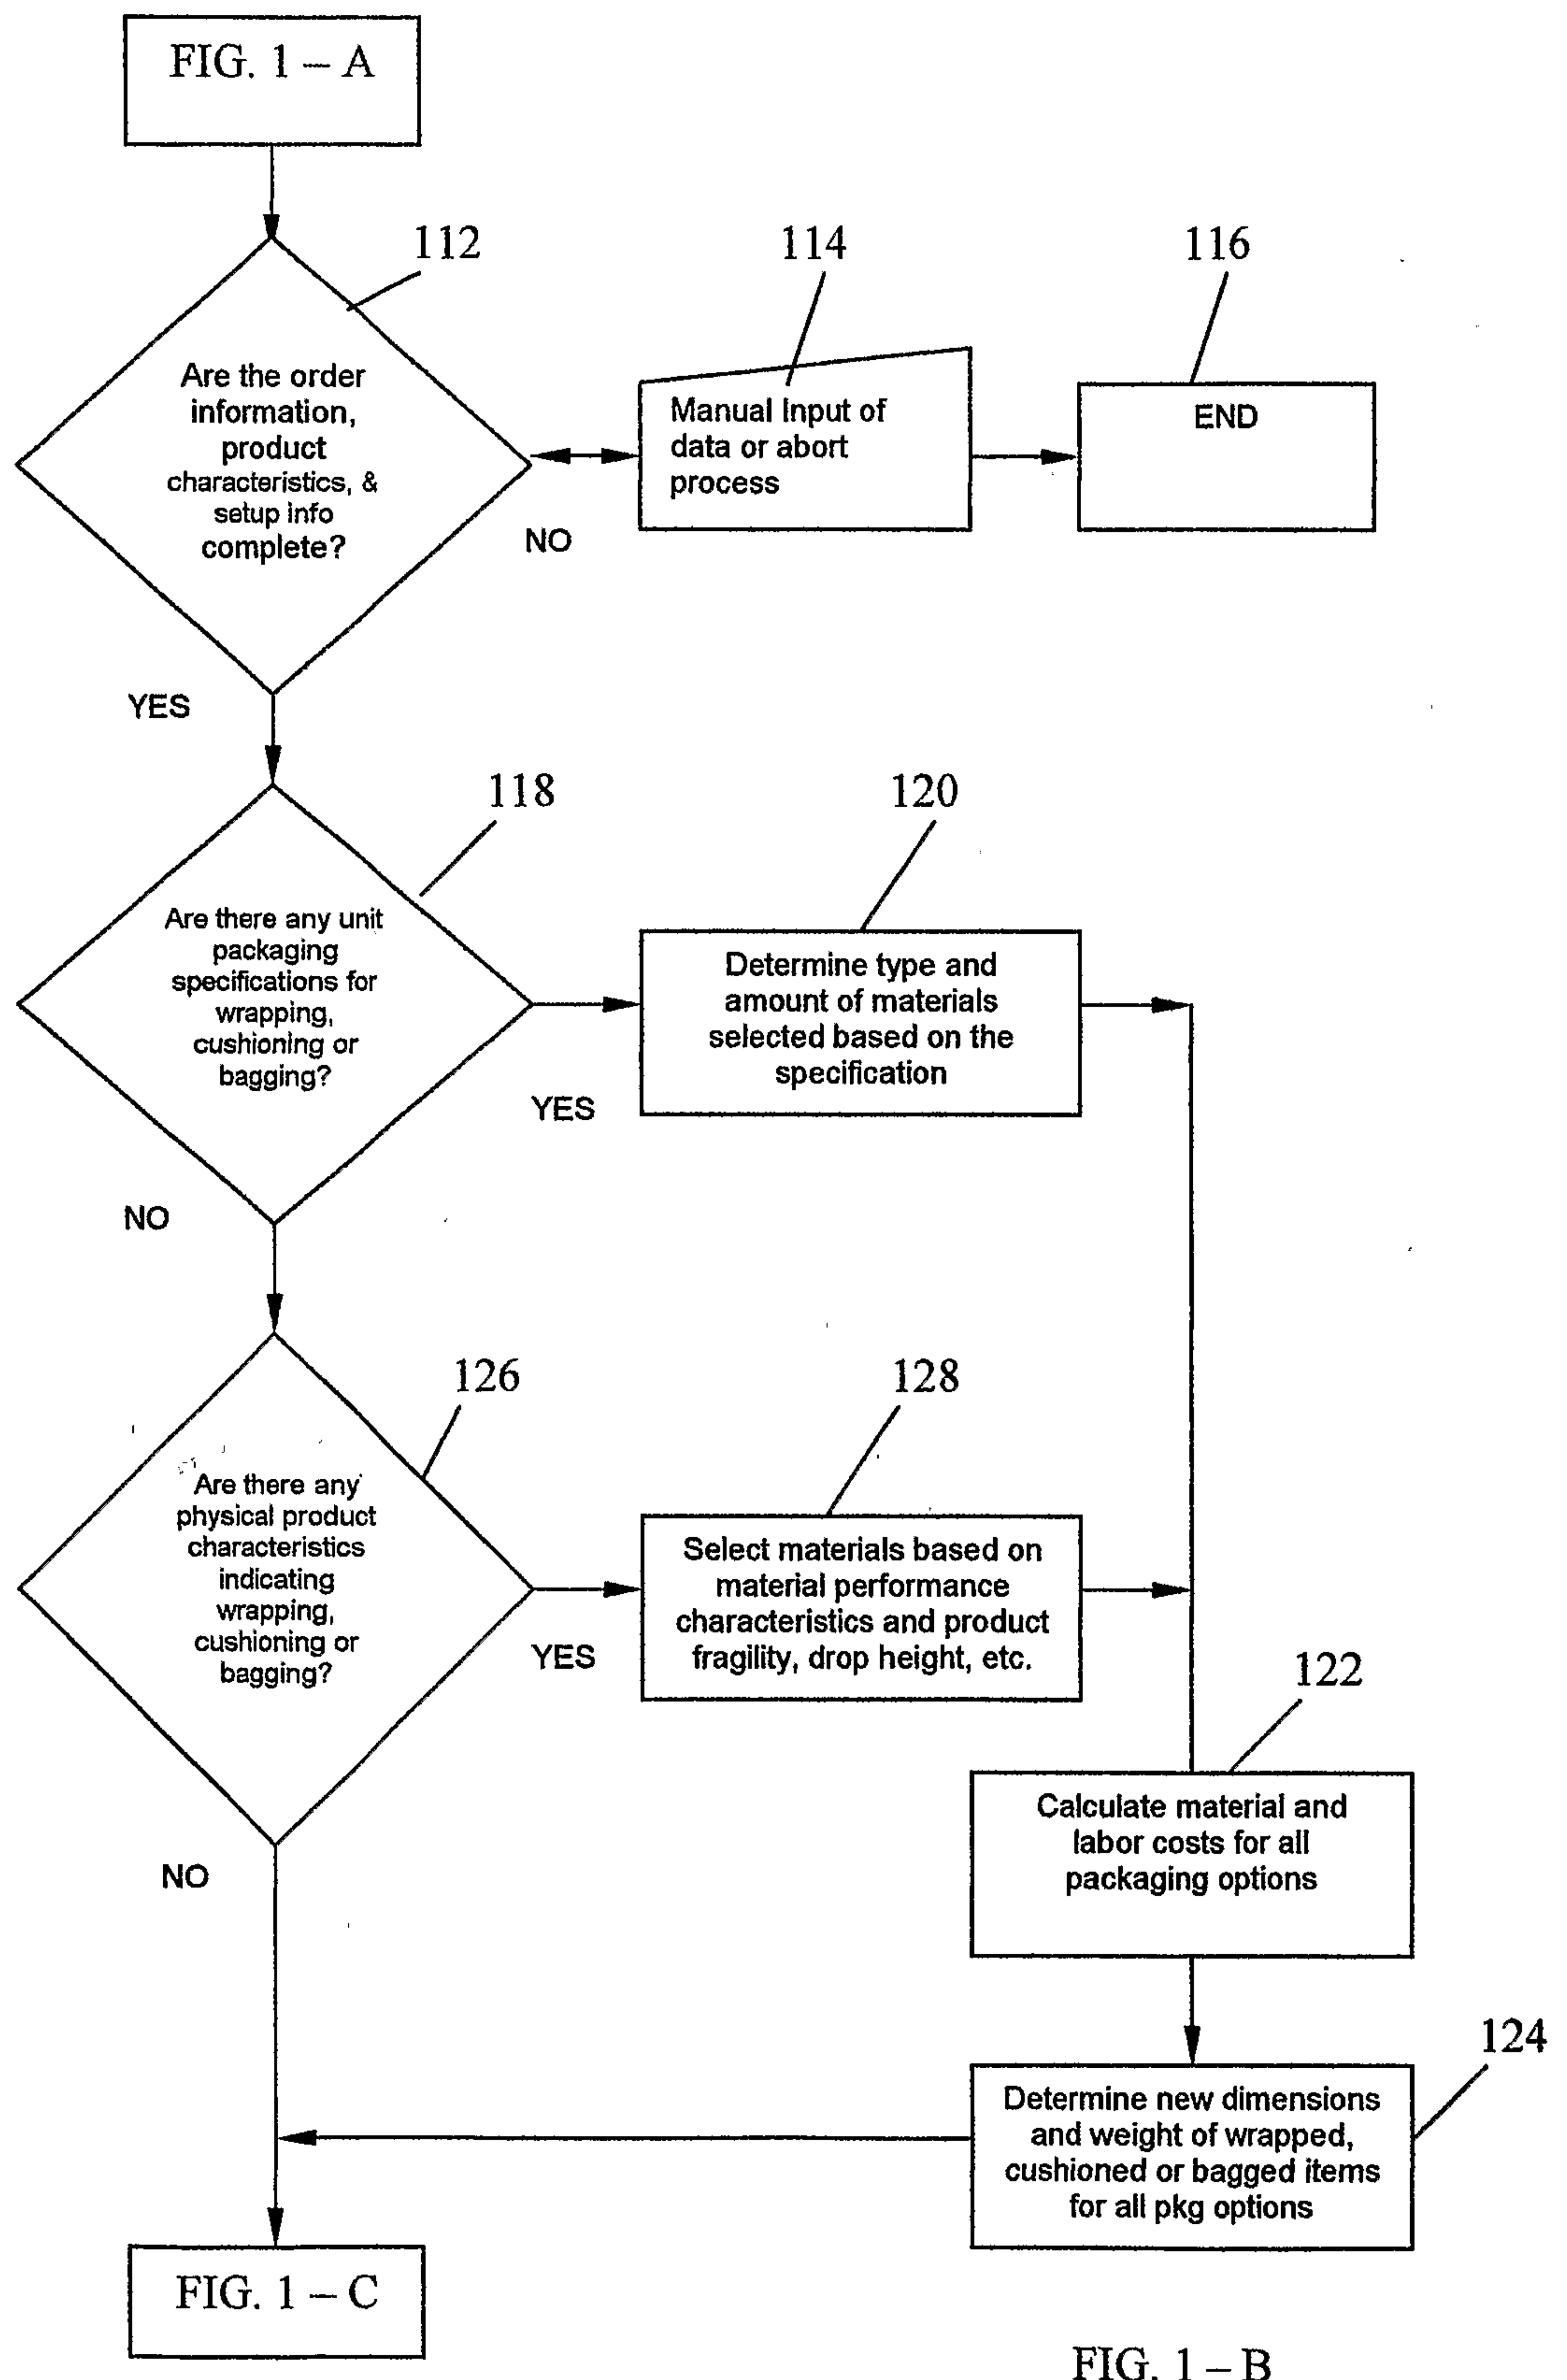 FIG. 1 – A
112
114
116
Are the order
information,
product
characteristics, &
setup info
complete?
Manual Input of
data or abort
process
END
NO
YES
118
120
Are there any unit
packaging
specifications for
wrapping,
cushioning or
bagging?
Determine type and
amount of materials
selected based on the
specification
YES
NO
126
128
Are there any
physical product
characteristics
indicating
wrapping,
cushioning or
bagging?
Select materials based on
material performance
characteristics and product
fragility, drop height, etc.
YES
122
Calculate material and
labor costs for all
packaging options
NO
124
Determine new dimensions
and weight of wrapped,
cushioned or bagged items
for all pkg options
FIG. 1 – C
FIG. 1 – B